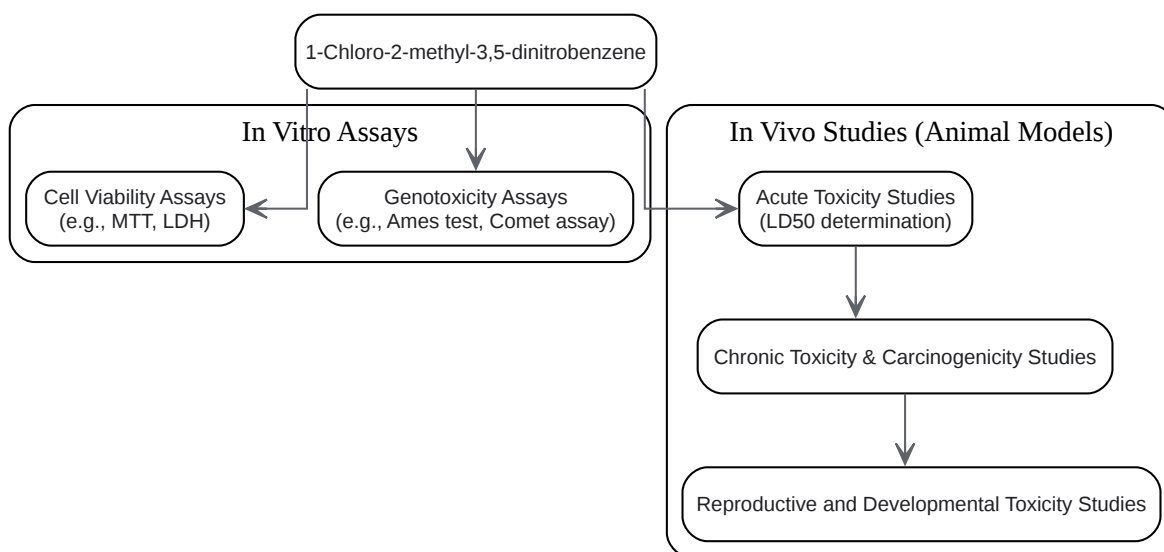 1-Chloro-2-methyl-3,5-dinitrobenzene
In Vitro Assays
In Vivo Studies (Animal Models)
Cell Viability Assays
(e.g., MTT, LDH)
Genotoxicity Assays
(e.g., Ames test, Comet assay)
Acute Toxicity Studies
(LD50 determination)
Chronic Toxicity & Carcinogenicity Studies
Reproductive and Developmental Toxicity Studies